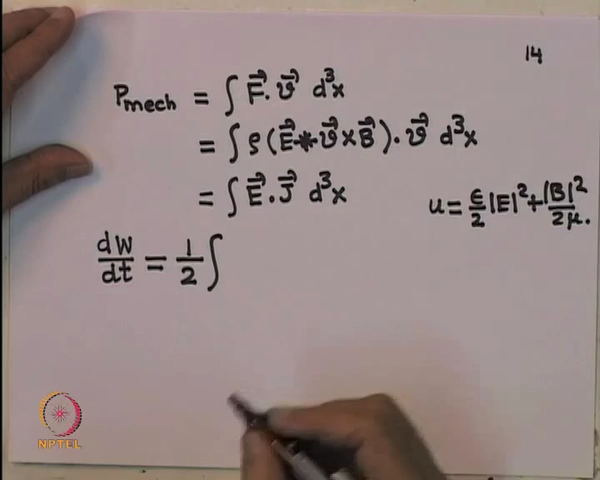 14
P_mech = ∫ F⃗ . v⃗ d³x
= ∫ ρ (E⃗ + v⃗ × B⃗) . v⃗ d³x
= ∫ E⃗ . J⃗ d³x
u = ε/2 |E|² + |B|²/2μ.
dW/dt = 1/2 ∫
NPTEL